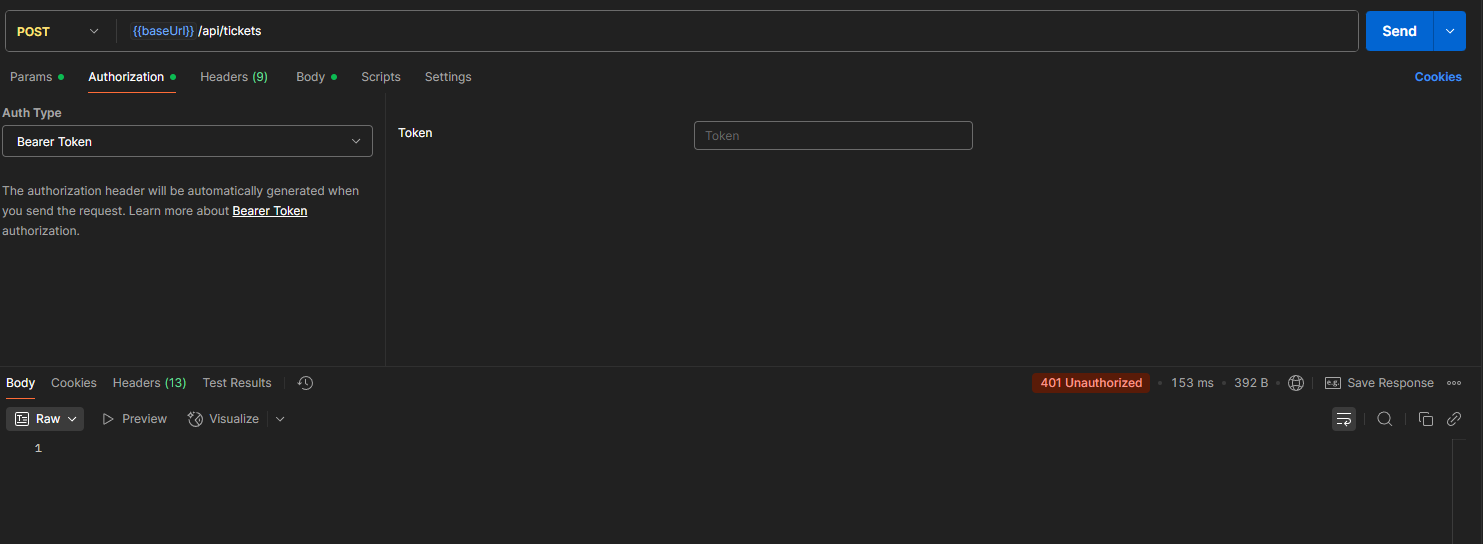 POST {{baseUrl}} /api/tickets Send
Params Authorization Headers (9) Body Scripts Settings Cookies
Auth Type
Bearer Token
The authorization header will be automatically generated when
you send the request. Learn more about Bearer Token
authorization.
Token Token
Body Cookies Headers (13) Test Results 401 Unauthorized 153 ms 392 B e.g. Save Response
Raw Preview Visualize
1